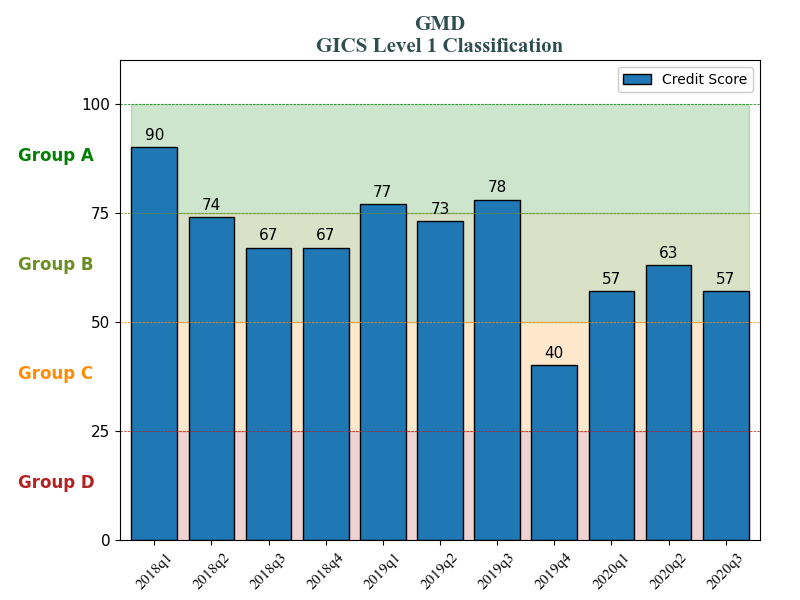 GMD
GICS Level 1 Classification
Credit Score
100
75
50
25
0
Group A
Group B
Group C
Group D
90
74
67
67
77
73
78
40
57
63
57
2018q1
2018q2
2018q3
2018q4
2019q1
2019q2
2019q3
2019q4
2020q1
2020q2
2020q3